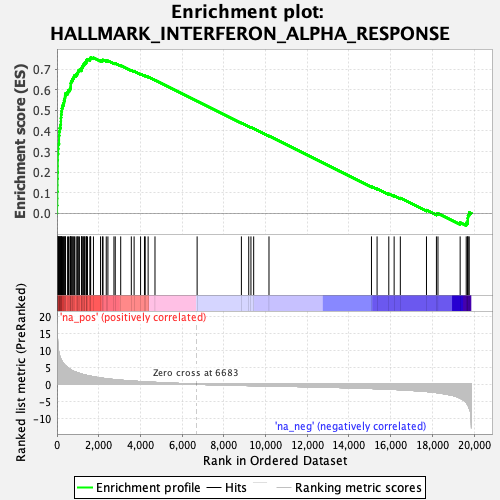 Enrichment plot:
HALLMARK_INTERFERON_ALPHA_RESPONSE
Enrichment score (ES)
0.7
0.6
0.5
0.4
0.3
0.2
0.1
0.0
'na_pos' (positively correlated)
Ranked list metric (PreRanked)
20
15
10
5
0
-5
-10
Zero cross at 6683
'na_neg' (negatively correlated)
0 2,000 4,000 6,000 8,000 10,000 12,000 14,000 16,000 18,000 20,000
Rank in Ordered Dataset
Enrichment profile Hits Ranking metric scores